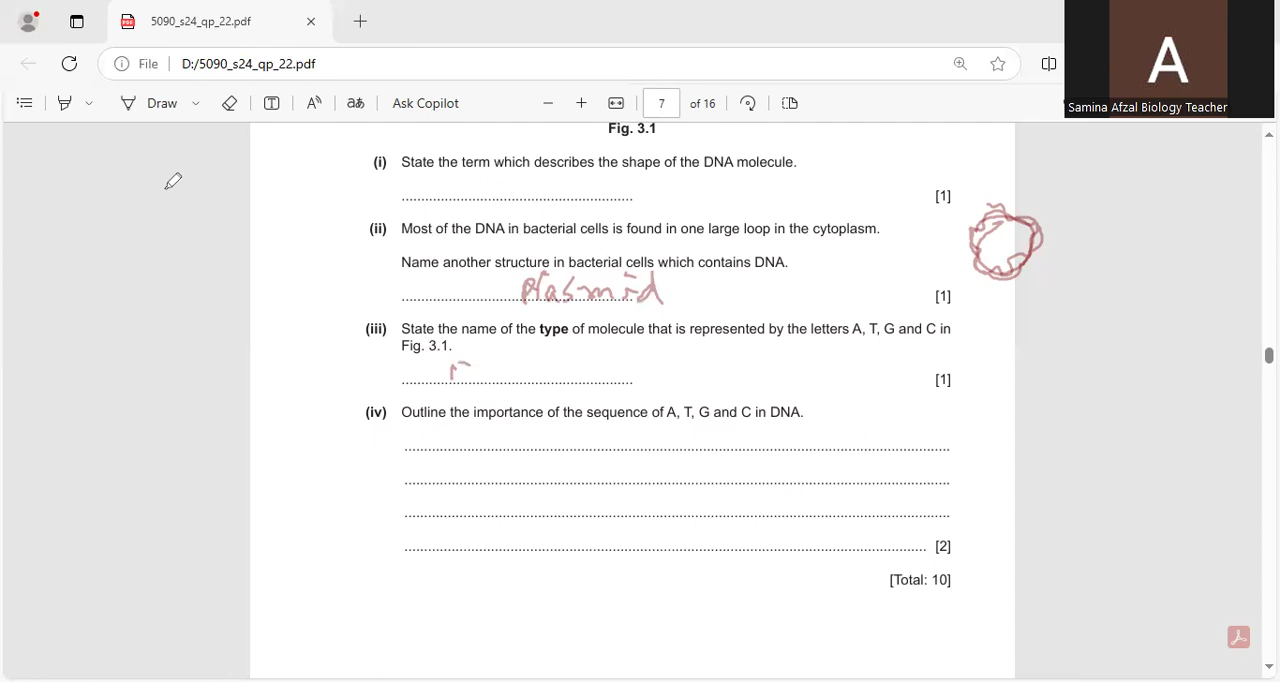 5090_s24_qp_22.pdf
File D:/5090_s24_qp_22.pdf
Draw Ask Copilot 7 of 16
A
Samina Afzal Biology Teacher
Fig. 3.1
(i) State the term which describes the shape of the DNA molecule.
.......................................................... [1]
(ii) Most of the DNA in bacterial cells is found in one large loop in the cytoplasm.
Name another structure in bacterial cells which contains DNA.
plasmid [1]
(iii) State the name of the type of molecule that is represented by the letters A, T, G and C in
Fig. 3.1.
.......................................................... [1]
(iv) Outline the importance of the sequence of A, T, G and C in DNA.
[2]
[Total: 10]